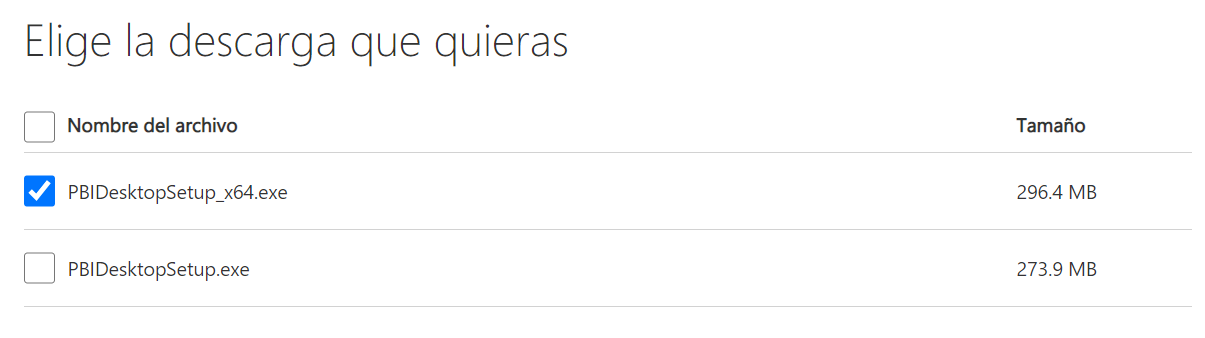 Elige la descarga que quieras
Nombre del archivo Tamaño
PBIDesktopSetup_x64.exe 296.4 MB
PBIDesktopSetup.exe 273.9 MB